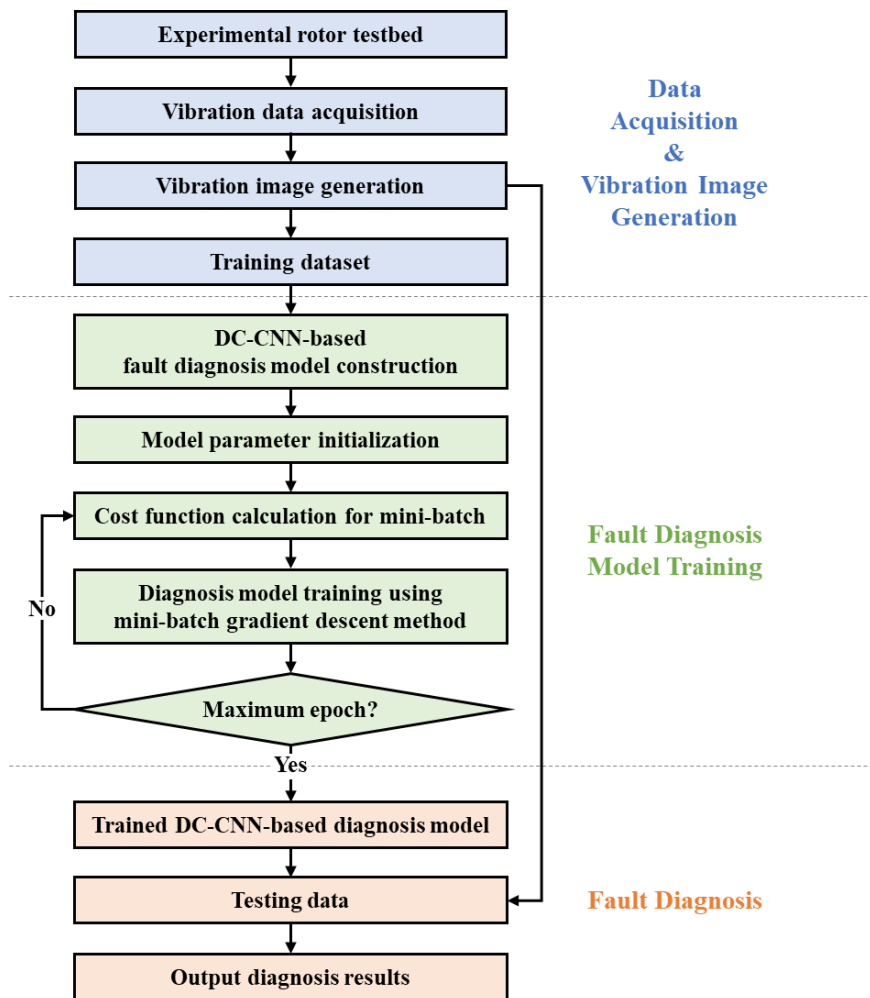 Experimental rotor testbed
Vibration data acquisition
Vibration image generation
Training dataset
Data
Acquisition
&
Vibration Image
Generation
DC-CNN-based
fault diagnosis model construction
Model parameter initialization
Cost function calculation for mini-batch
Diagnosis model training using
mini-batch gradient descent method
No
Maximum epoch?
Yes
Fault Diagnosis
Model Training
Trained DC-CNN-based diagnosis model
Testing data
Output diagnosis results
Fault Diagnosis